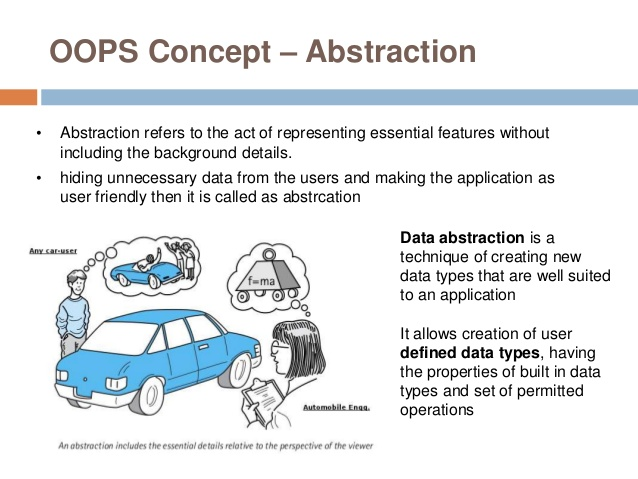 OOPS Concept – Abstraction
• Abstraction refers to the act of representing essential features without
including the background details.
• hiding unnecessary data from the users and making the application as
user friendly then it is called as abstrcation
Any car-user
f=ma
Automobile Engg.
An abstraction includes the essential details relative to the perspective of the viewer
Data abstraction is a
technique of creating new
data types that are well suited
to an application
It allows creation of user
defined data types, having
the properties of built in data
types and set of permitted
operations